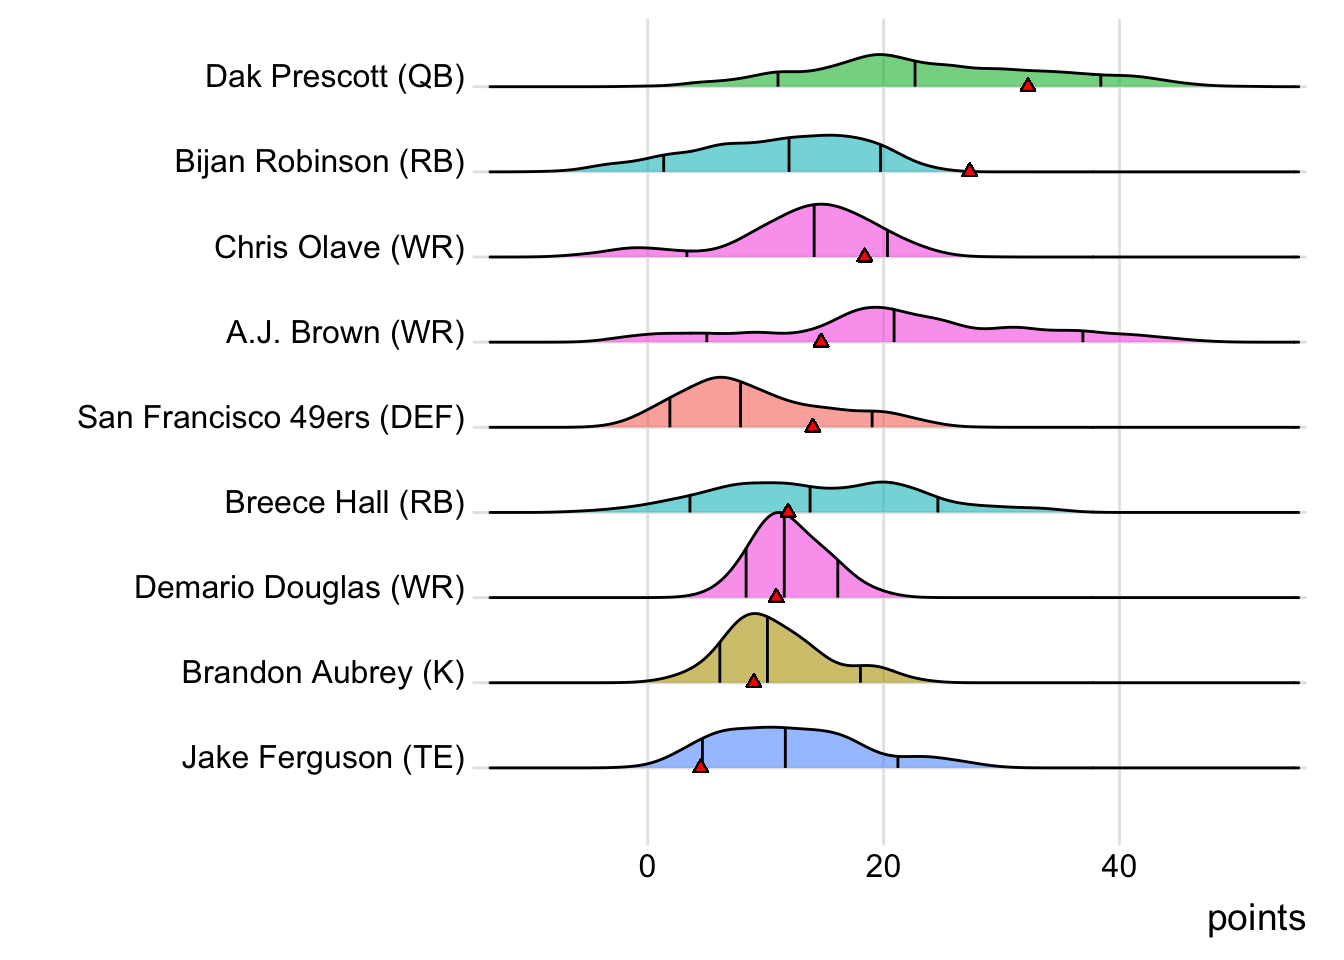 Dak Prescott (QB)
Bijan Robinson (RB)
Chris Olave (WR)
A.J. Brown (WR)
San Francisco 49ers (DEF)
Breece Hall (RB)
Demario Douglas (WR)
Brandon Aubrey (K)
Jake Ferguson (TE)
0 20 40
points